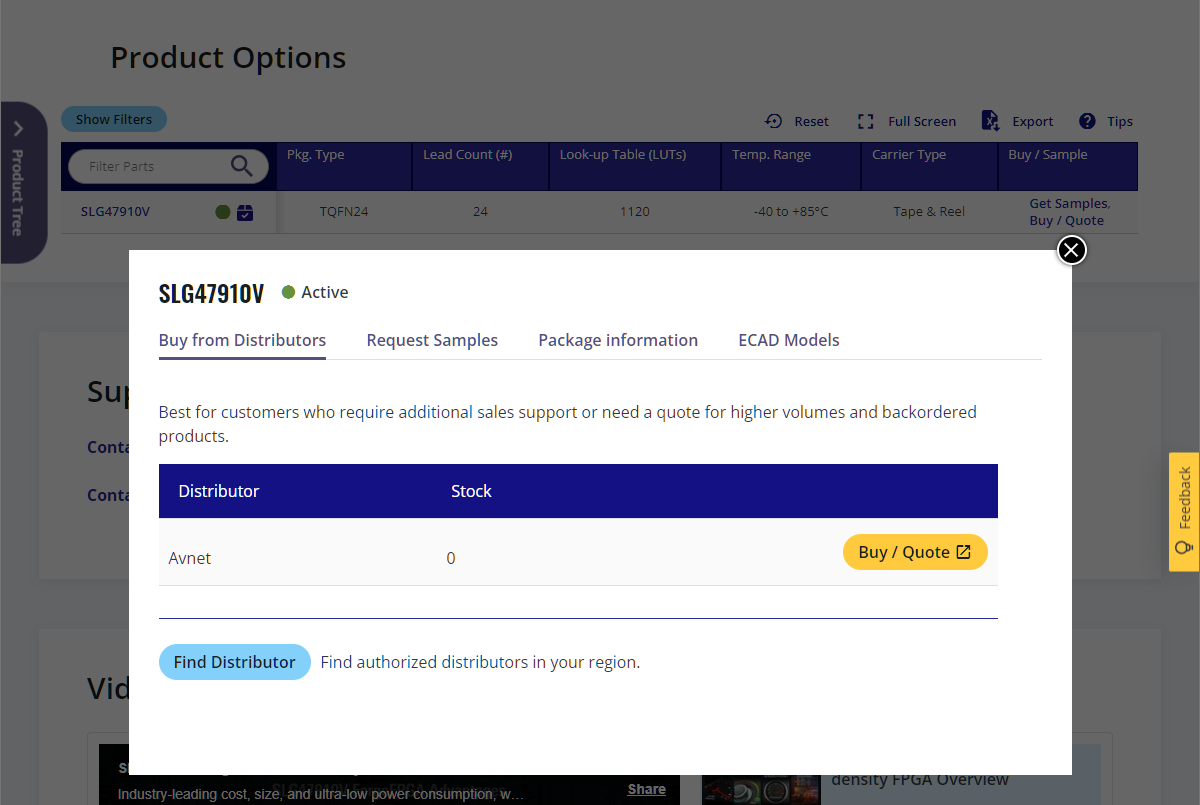 Product Options
Show Filters
Reset
Full Screen
Export
Tips
Product Tree
Filter Parts
Pkg. Type
Lead Count (#)
Look-up Table (LUTs)
Temp. Range
Carrier Type
Buy / Sample
SLG47910V
TQFN24
24
1120
-40 to +85°C
Tape & Reel
Get Samples,
Buy / Quote
SLG47910V
Active
Buy from Distributors
Request Samples
Package information
ECAD Models
Best for customers who require additional sales support or need a quote for higher volumes and backordered
products.
Distributor
Stock
Avnet
0
Buy / Quote
Find Distributor
Find authorized distributors in your region.
Feedback
Sup
Conta
Conta
Vid
Industry-leading cost, size, and ultra-low power consumption, w…
Share
density FPGA Overview